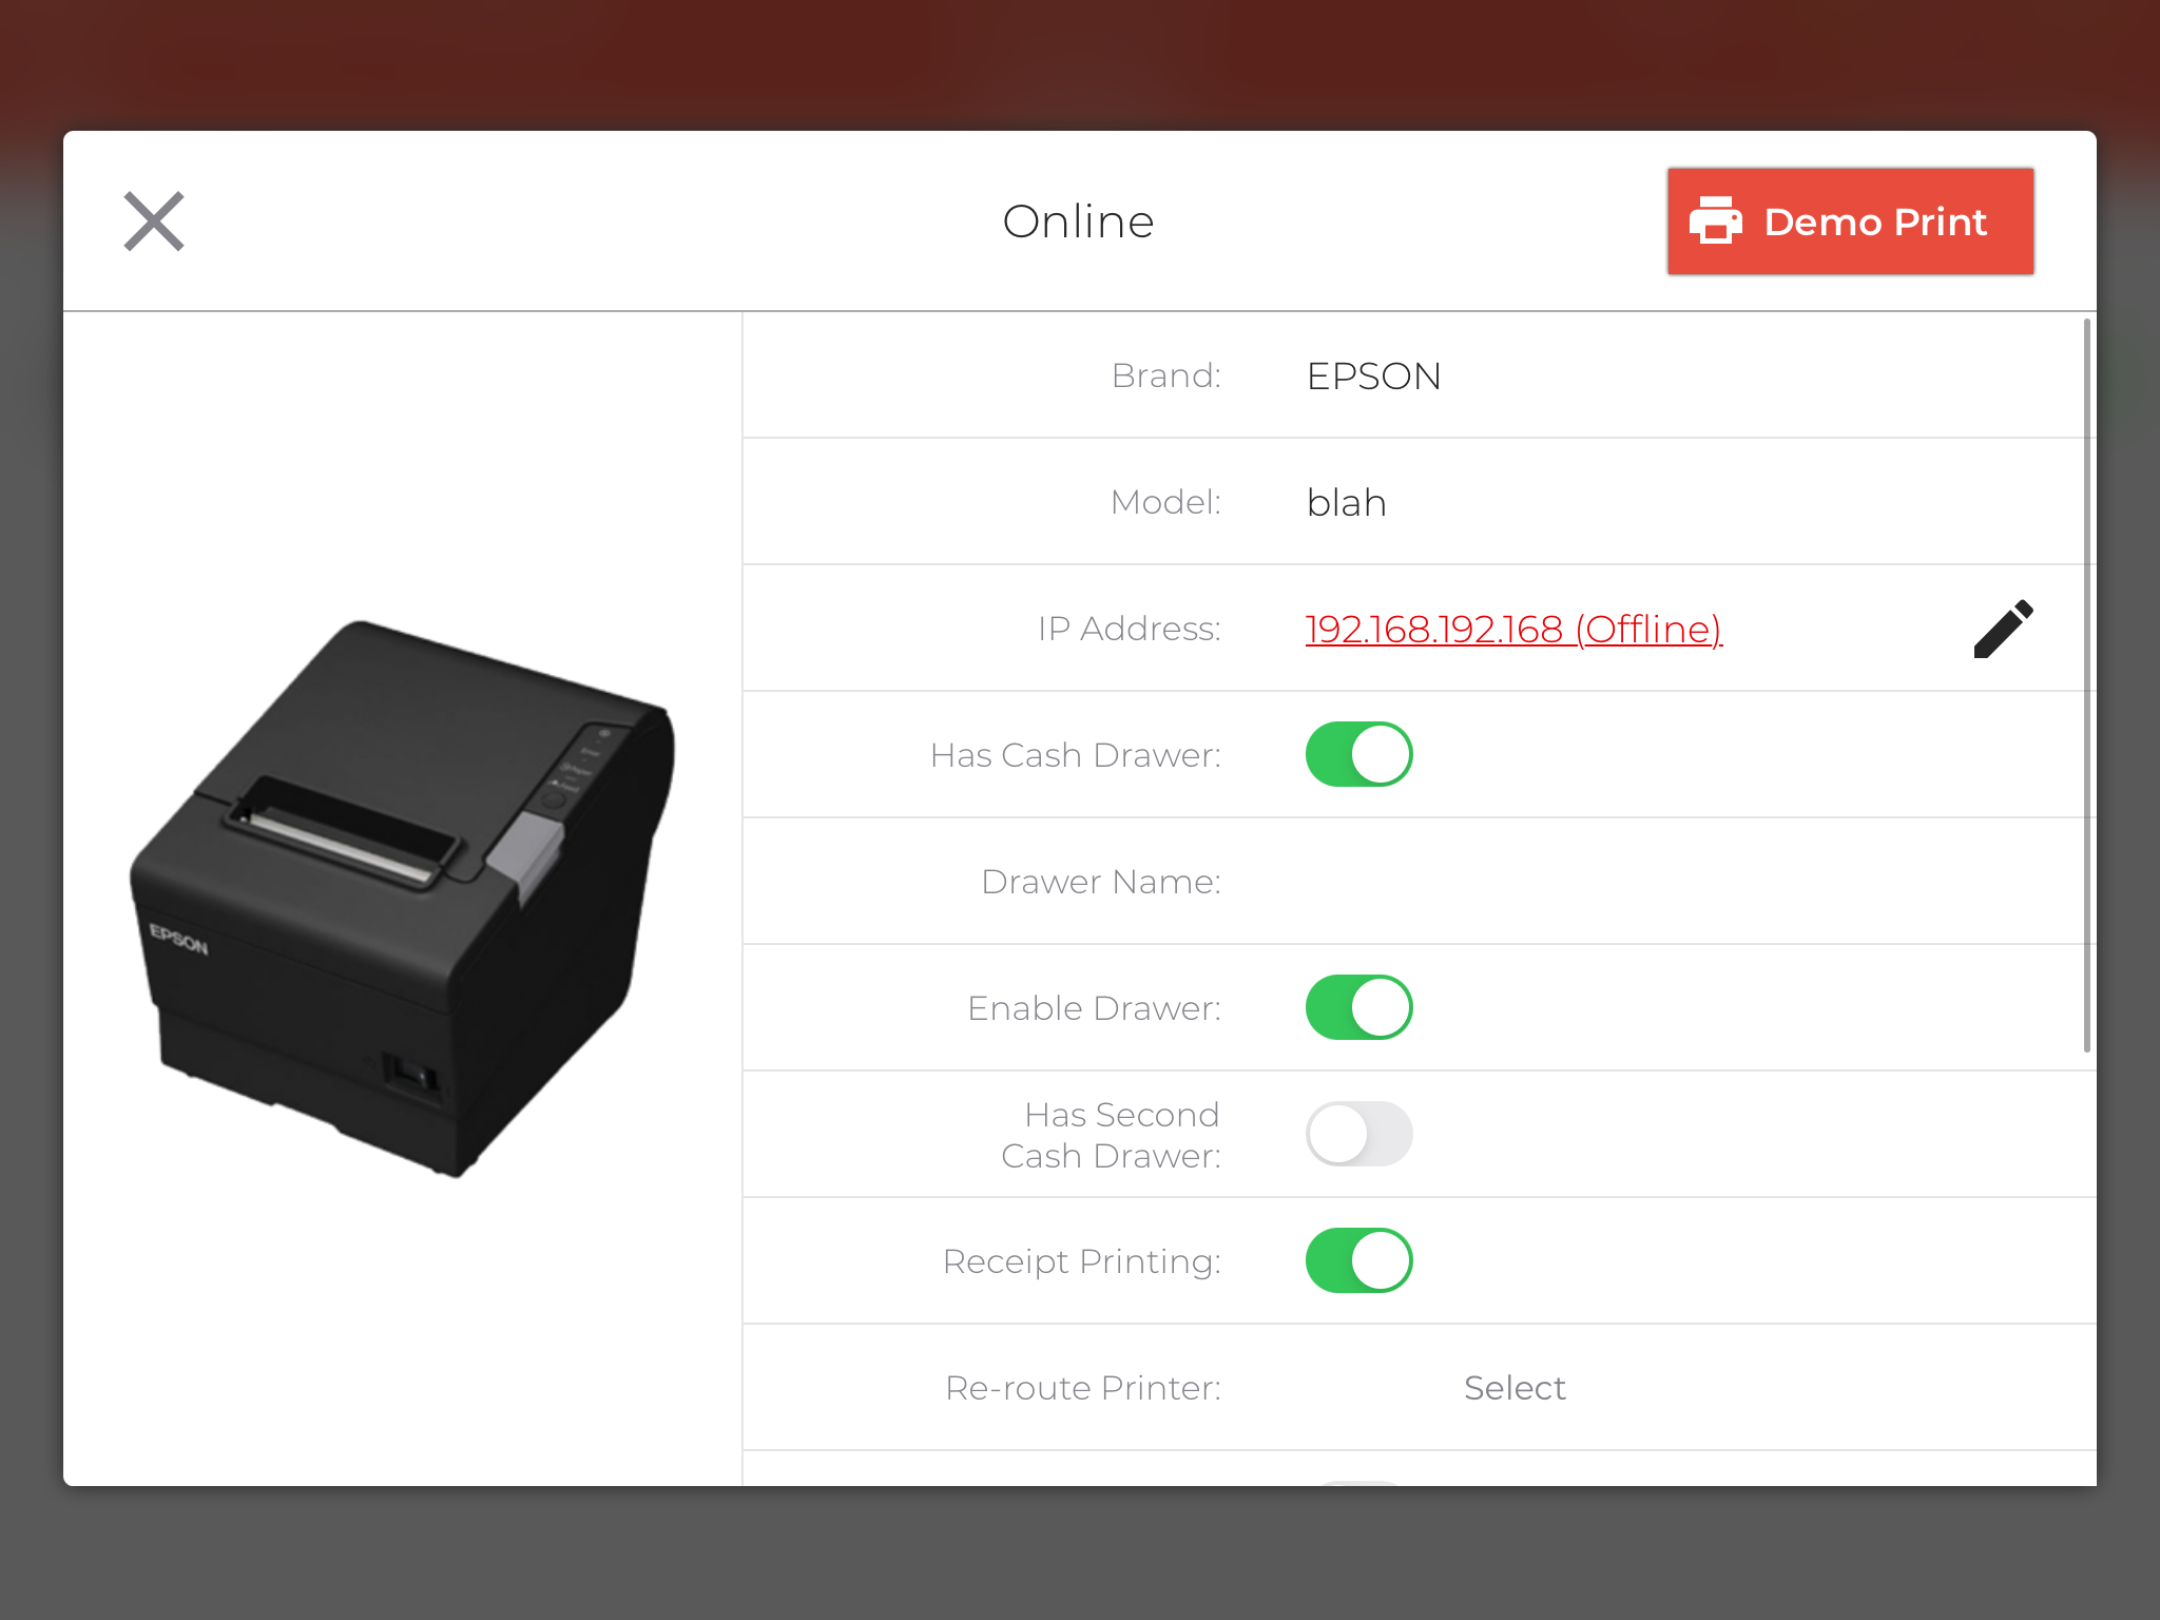 Online
Demo Print
Brand:
EPSON
Model:
blah
IP Address:
192.168.192.168 (Offline)
Has Cash Drawer:
Drawer Name:
Enable Drawer:
Has Second
Cash Drawer:
Receipt Printing:
Re-route Printer:
Select
EPSON